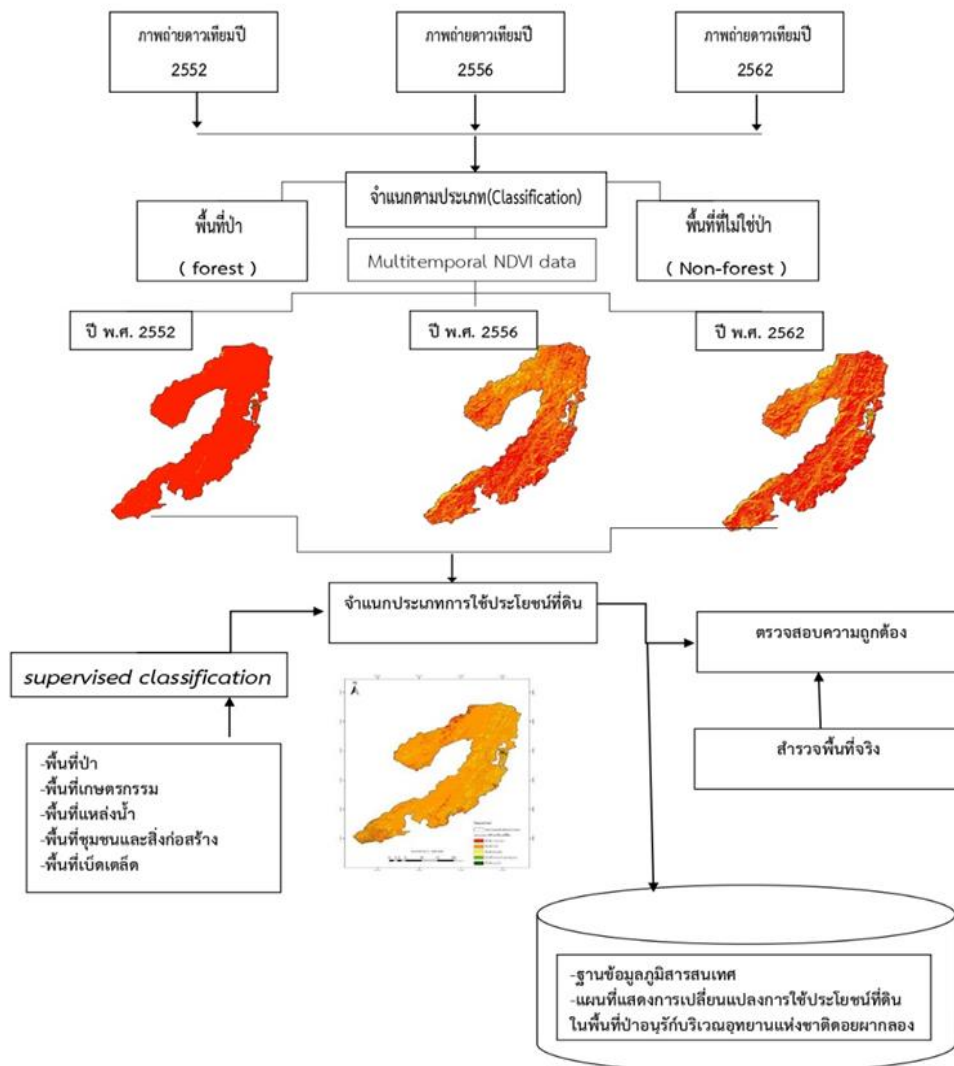 ภาพถ่ายดาวเทียมปี
2552
ภาพถ่ายดาวเทียมปี
2556
ภาพถ่ายดาวเทียมปี
2562
จำแนกตามประเภท(Classification)
พื้นที่ป่า
( forest )
พื้นที่ที่ไม่ใช่ป่า
( Non-forest )
Multitemporal NDVI data
ปี พ.ศ. 2552
ปี พ.ศ. 2556
ปี พ.ศ. 2562
จำแนกประเภทการใช้ประโยชน์ที่ดิน
ตรวจสอบความถูกต้อง
supervised classification
สำรวจพื้นที่จริง
-พื้นที่ป่า
-พื้นที่เกษตรกรรม
-พื้นที่แหล่งน้ำ
-พื้นที่ชุมชนและสิ่งก่อสร้าง
-พื้นที่เบ็ดเตล็ด
-ฐานข้อมูลภูมิสารสนเทศ
-แผนที่แสดงการเปลี่ยนแปลงการใช้ประโยชน์ที่ดิน
ในพื้นที่ป่าอนุรักษ์บริเวณอุทยานแห่งชาติดอยผากลอง